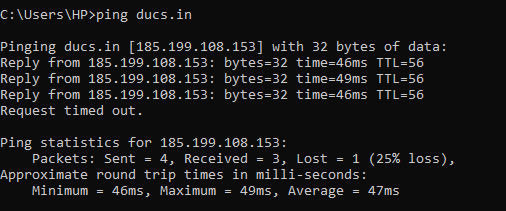 C:\Users\HP>ping ducs.in
Pinging ducs.in [185.199.108.153] with 32 bytes of data:
Reply from 185.199.108.153: bytes=32 time=46ms TTL=56
Reply from 185.199.108.153: bytes=32 time=49ms TTL=56
Reply from 185.199.108.153: bytes=32 time=46ms TTL=56
Request timed out.
Ping statistics for 185.199.108.153:
    Packets: Sent = 4, Received = 3, Lost = 1 (25% loss),
Approximate round trip times in milli-seconds:
    Minimum = 46ms, Maximum = 49ms, Average = 47ms